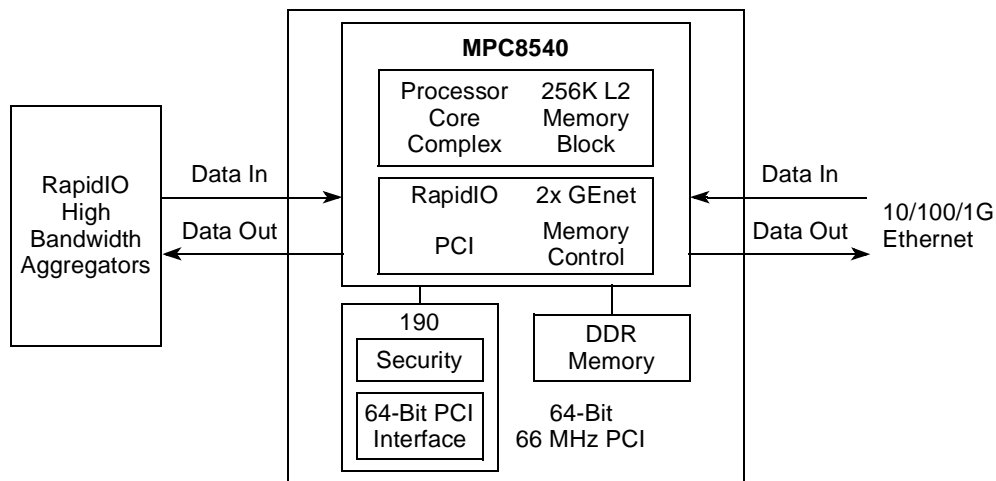 MPC8540
Processor
Core
Complex
256K L2
Memory
Block
RapidIO
High
Bandwidth
Aggregators
Data In
Data Out
RapidIO
2x GEnet
PCI
Memory
Control
Data In
Data Out
10/100/1G
Ethernet
190
Security
64-Bit PCI
Interface
DDR
Memory
64-Bit
66 MHz PCI